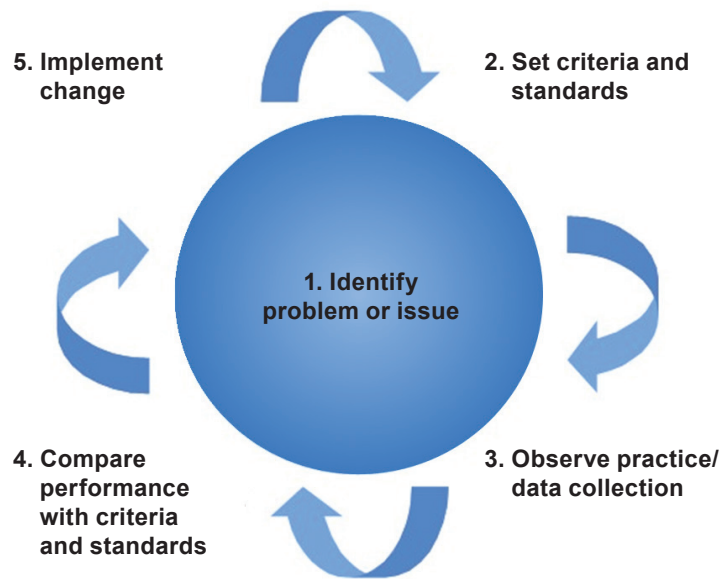 1. Identify
problem or issue
2. Set criteria and
standards
3. Observe practice/
data collection
4. Compare
performance
with criteria
and standards
5. Implement
change